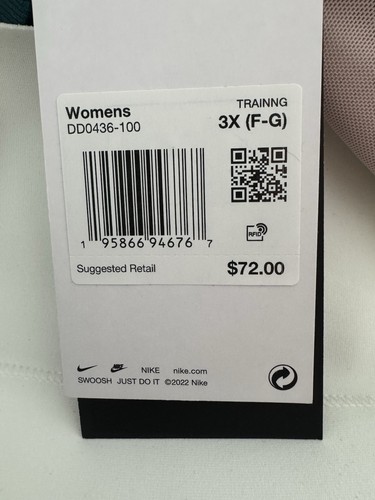 Womens
TRAINNG
DD0436-100
3X (F-G)
RFID
1 95866 94676 7
Suggested Retail
$72.00
NIKE nike.com
SWOOSH JUST DO IT ©2022 Nike